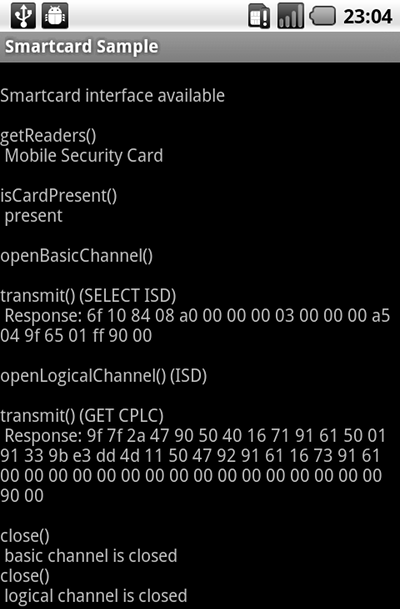 23:04
Smartcard Sample
Smartcard interface available
getReaders()
Mobile Security Card
isCardPresent()
present
openBasicChannel()
transmit() (SELECT ISD)
Response: 6f 10 84 08 a0 00 00 00 03 00 00 00 a5
04 9f 65 01 ff 90 00
openLogicalChannel() (ISD)
transmit() (GET CPLC)
Response: 9f 7f 2a 47 90 50 40 16 71 91 61 50 01
91 33 9b e3 dd 4d 11 50 47 92 91 61 16 73 91 61
00 00 00 00 00 00 00 00 00 00 00 00 00 00 00 00
90 00
close()
basic channel is closed
close()
logical channel is closed